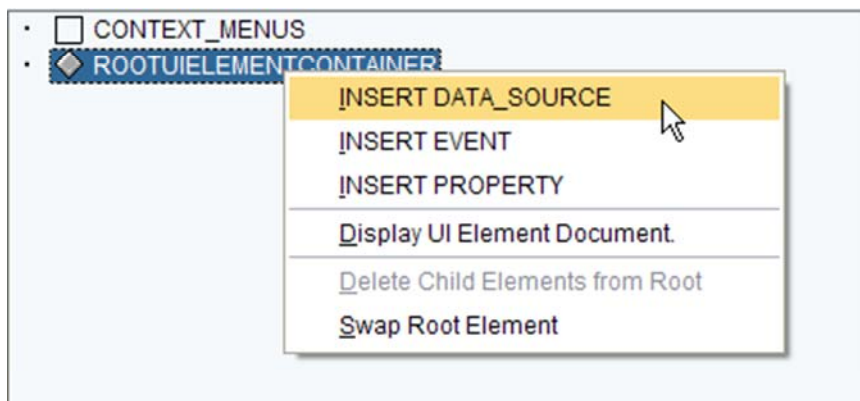 CONTEXT_MENUS
ROOTUIELEMENTCONTAINER
INSERT DATA_SOURCE
INSERT EVENT
INSERT PROPERTY
Display UI Element Document.
Delete Child Elements from Root
Swap Root Element